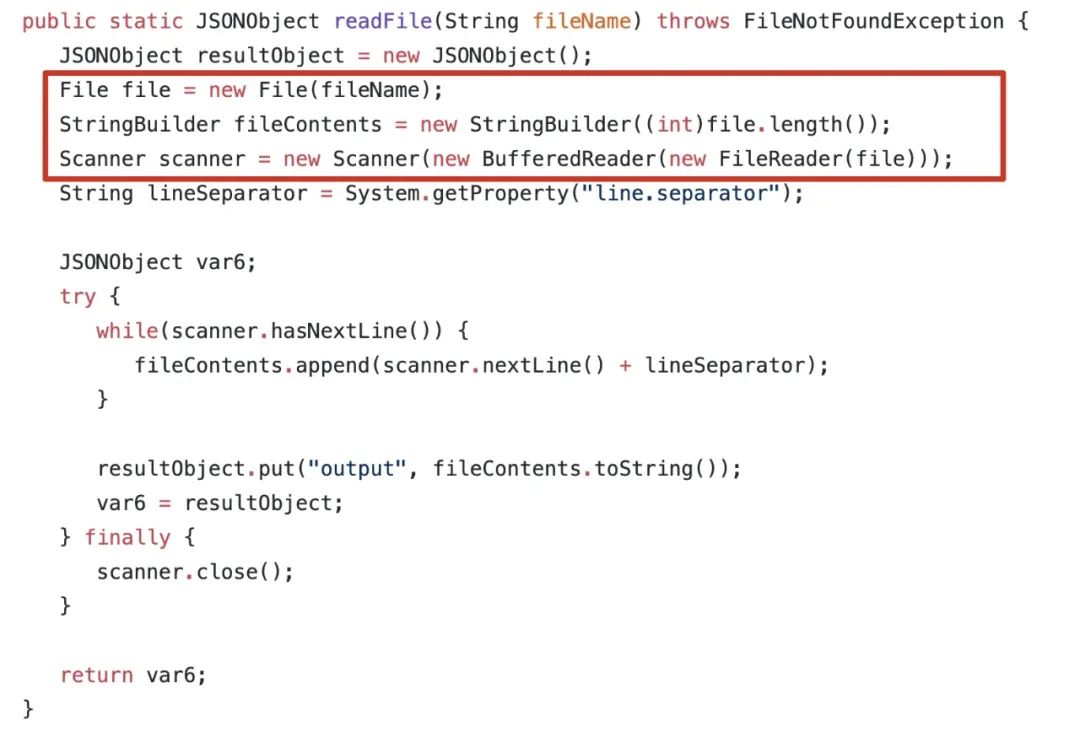 public static JSONObject readFile(String fileName) throws FileNotFoundException {
JSONObject resultObject = new JSONObject();
File file = new File(fileName);
StringBuilder fileContents = new StringBuilder((int)file.length());
Scanner scanner = new Scanner(new BufferedReader(new FileReader(file)));
String lineSeparator = System.getProperty("line.separator");
JSONObject var6;
try {
while(scanner.hasNextLine()) {
fileContents.append(scanner.nextLine() + lineSeparator);
}
resultObject.put("output", fileContents.toString());
var6 = resultObject;
} finally {
scanner.close();
}
return var6;
}